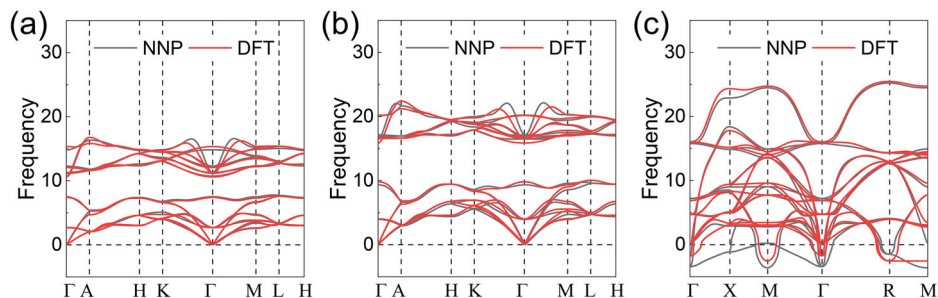 (a)
NNP DFT
Frequency
30
20
10
0
Γ A H K Γ M L H
(b)
NNP DFT
Frequency
30
20
10
0
Γ A H K Γ M L H
(c)
NNP DFT
Frequency
30
20
10
0
Γ X M Γ R M